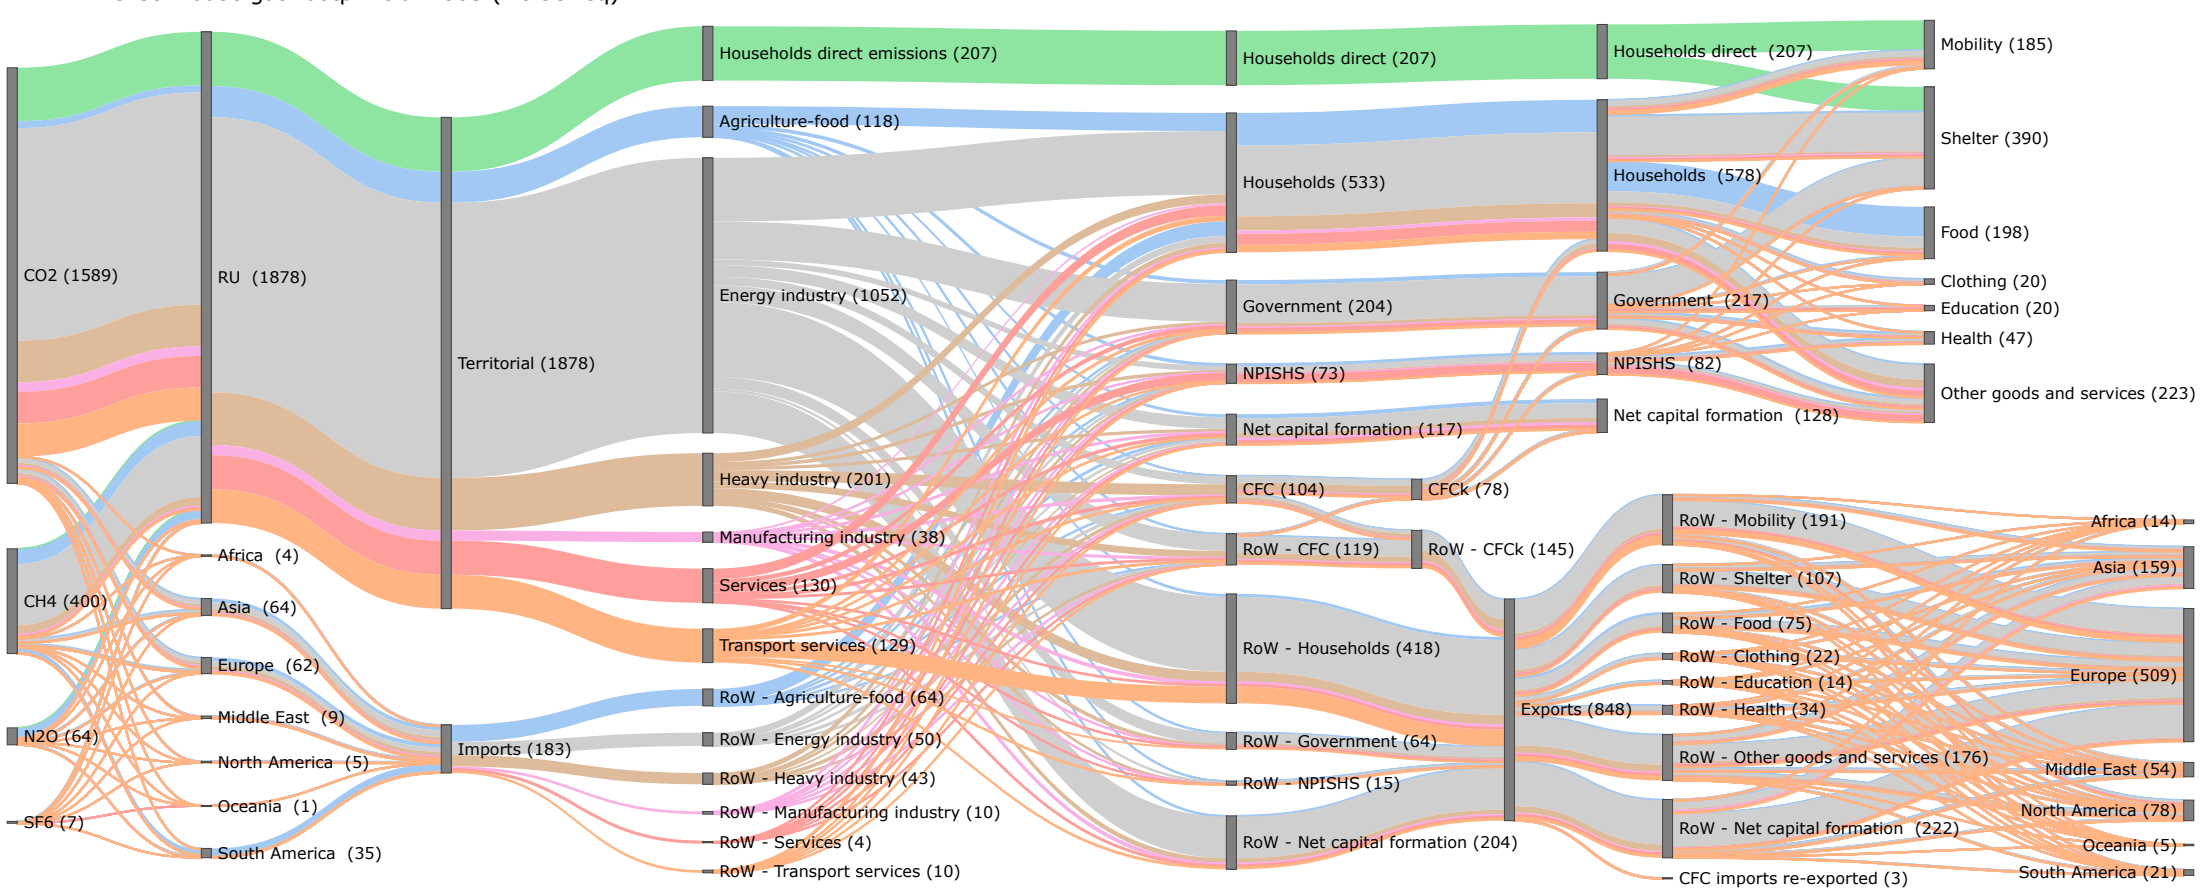 CO2 (1589)
CH4 (400)
N2O (64)
SF6 (7)
RU  (1878)
Africa  (4)
Asia  (64)
Europe  (62)
Middle East  (9)
North America  (5)
Oceania  (1)
South America  (35)
Territorial (1878)
Imports (183)
Households direct emissions (207)
Agriculture-food (118)
Energy industry (1052)
Heavy industry (201)
Manufacturing industry (38)
Services (130)
Transport services (129)
RoW - Agriculture-food (64)
RoW - Energy industry (50)
RoW - Heavy industry (43)
RoW - Manufacturing industry (10)
RoW - Services (4)
RoW - Transport services (10)
Households direct (207)
Households (533)
Government (204)
NPISHS (73)
Net capital formation (117)
CFC (104)
RoW - CFC (119)
RoW - Households (418)
RoW - Government (64)
RoW - NPISHS (15)
RoW - Net capital formation (204)
CFCk (78)
RoW - CFCk (145)
Exports (848)
Households direct  (207)
Households  (578)
Government  (217)
NPISHS  (82)
Net capital formation  (128)
RoW - Mobility (191)
RoW - Shelter (107)
RoW - Food (75)
RoW - Clothing (22)
RoW - Education (14)
RoW - Health (34)
RoW - Other goods and services (176)
RoW - Net capital formation  (222)
CFC imports re-exported (3)
Mobility (185)
Shelter (390)
Food (198)
Clothing (20)
Education (20)
Health (47)
Other goods and services (223)
Africa (14)
Asia (159)
Europe (509)
Middle East (54)
North America (78)
Oceania (5)
South America (21)